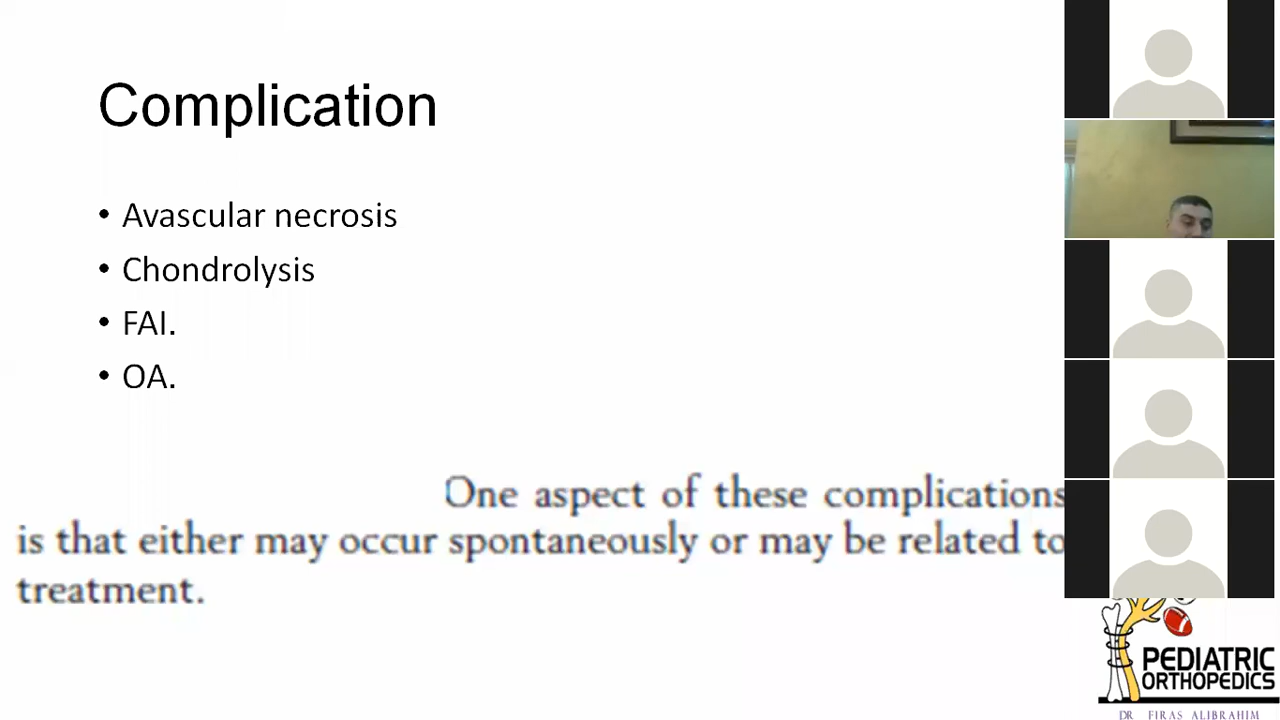 Complication
• Avascular necrosis
• Chondrolysis
• FAI.
• OA.
One aspect of these complications
is that either may occur spontaneously or may be related to
treatment.
PEDIATRIC
ORTHOPEDICS
DR FIRAS ALIBRAHIM